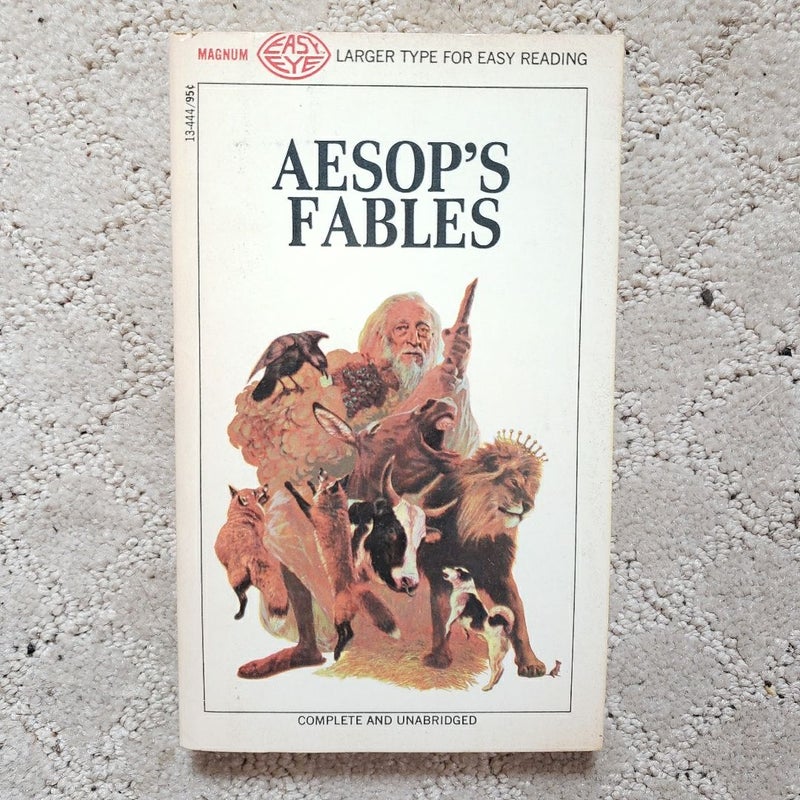 MAGNUM EASY EYE LARGER TYPE FOR EASY READING
13-444/95¢
AESOP'S
FABLES
COMPLETE AND UNABRIDGED